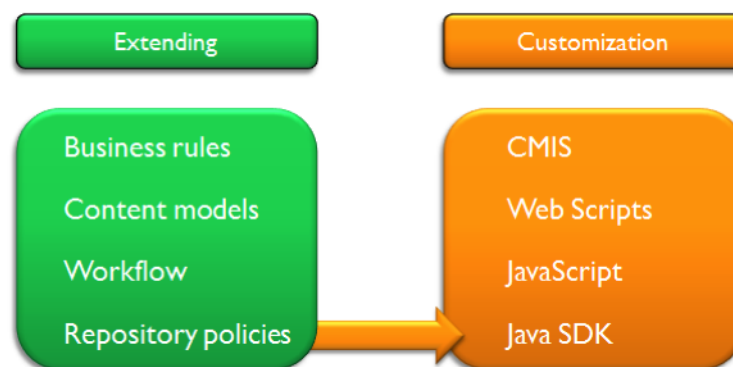 Extending
Customization
Business rules
Content models
Workflow
Repository policies
CMIS
Web Scripts
JavaScript
Java SDK